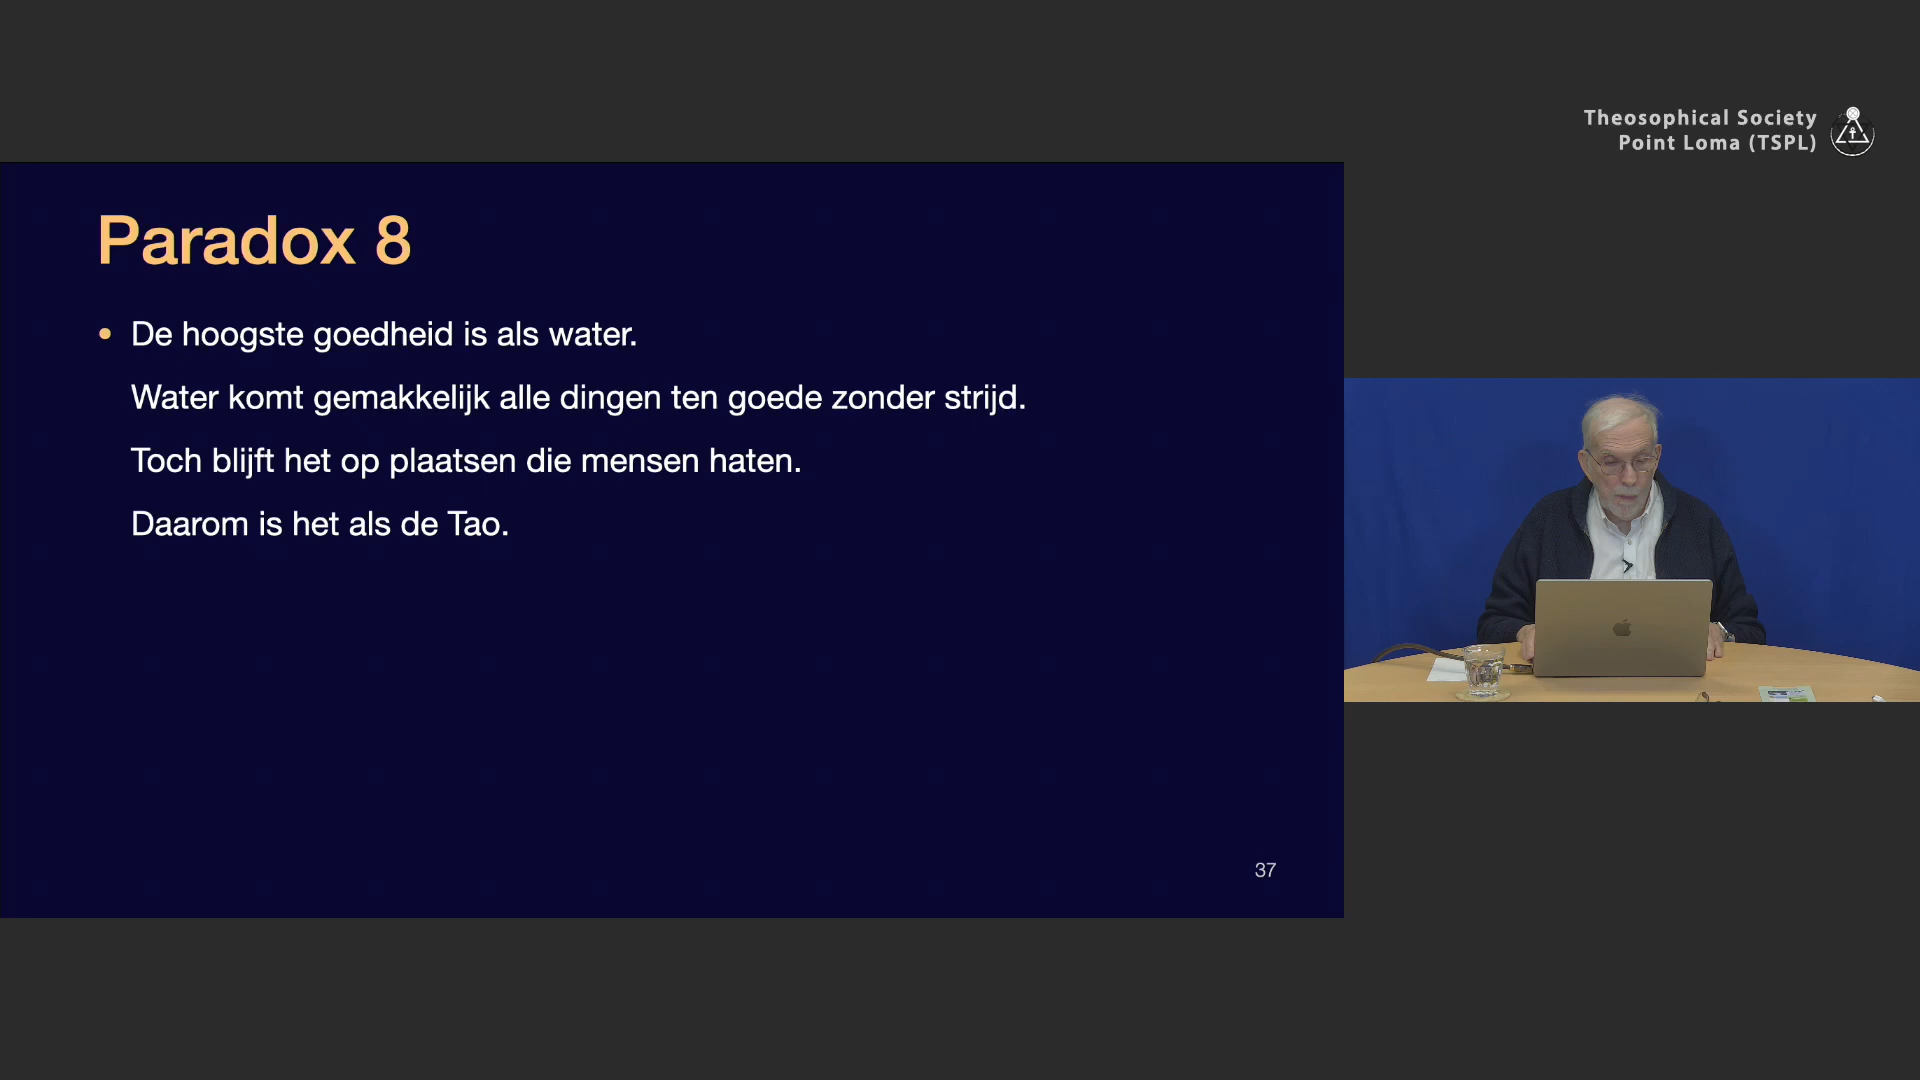 Theosophical Society
Point Loma (TSPL)
Paradox 8
• De hoogste goedheid is als water.
Water komt gemakkelijk alle dingen ten goede zonder strijd.
Toch blijft het op plaatsen die mensen haten.
Daarom is het als de Tao.
37